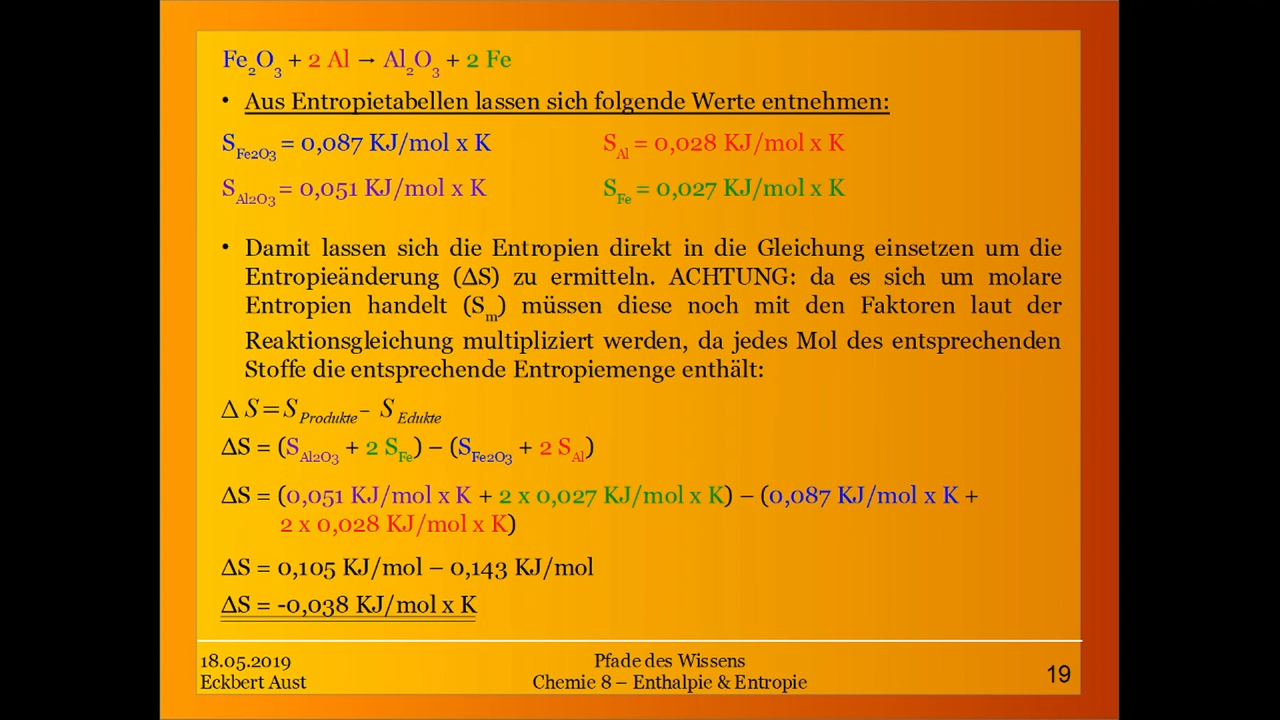 Fe2O3 + 2 Al → Al2O3 + 2 Fe
• Aus Entropietabellen lassen sich folgende Werte entnehmen:
SFe2O3 = 0,087 KJ/mol x K SAl = 0,028 KJ/mol x K
SAl2O3 = 0,051 KJ/mol x K SFe = 0,027 KJ/mol x K
• Damit lassen sich die Entropien direkt in die Gleichung einsetzen um die
Entropieänderung (ΔS) zu ermitteln. ACHTUNG: da es sich um molare
Entropien handelt (Sm) müssen diese noch mit den Faktoren laut der
Reaktionsgleichung multipliziert werden, da jedes Mol des entsprechenden
Stoffe die entsprechende Entropiemenge enthält:
Δ S = S Produkte − S Edukte
ΔS = (SAl2O3 + 2 SFe) – (SFe2O3 + 2 SAl)
ΔS = (0,051 KJ/mol x K + 2 x 0,027 KJ/mol x K) – (0,087 KJ/mol x K +
2 x 0,028 KJ/mol x K)
ΔS = 0,105 KJ/mol – 0,143 KJ/mol
ΔS = -0,038 KJ/mol x K
18.05.2019
Eckbert Aust
Pfade des Wissens
Chemie 8 – Enthalpie & Entropie
19